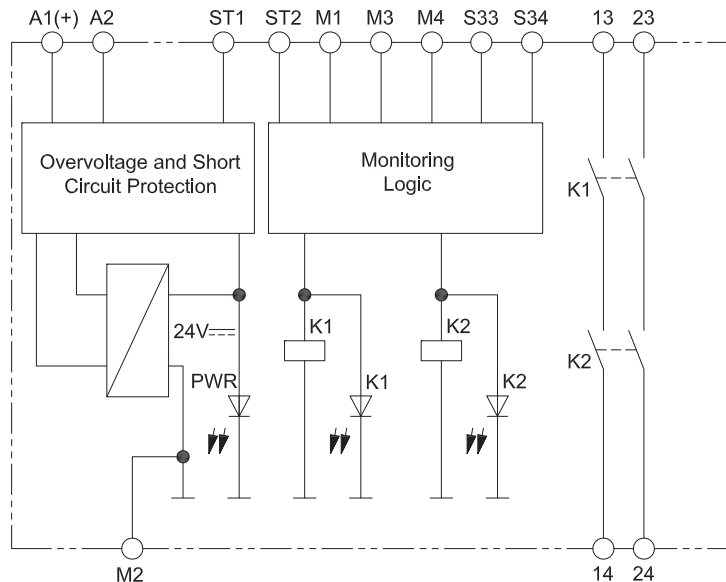 A1(+) A2 ST1 ST2 M1 M3 M4 S33 S34 13 23
Overvoltage and Short
Circuit Protection
Monitoring
Logic
K1
24V
K1
K2
K2
PWR
K1
K2
M2
14 24